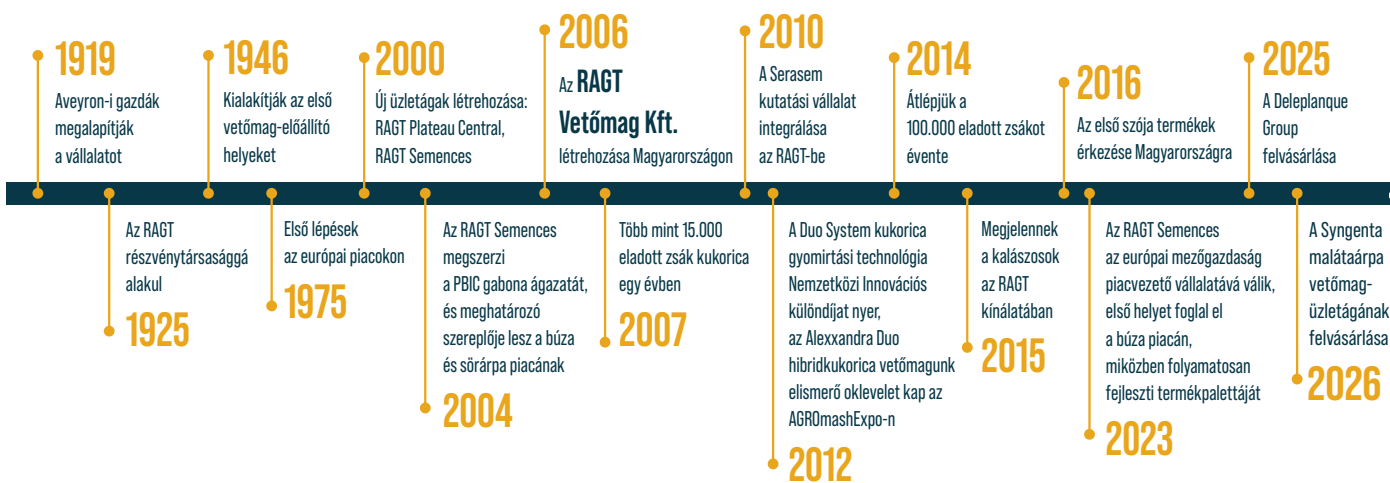 1919
Aveyron-i gazdák
megalapítják
a vállalatot
Az RAGT
részvénytársasággá
alakul
1925
1946
Kialakítják az első
vetőmag-előállító
helyeket
Első lépések
az európai piacokon
1975
2000
Új üzletágak létrehozása:
RAGT Plateau Central,
RAGT Semences
Az RAGT Semences
megszerzi
a PBIC gabona ágazatát,
és meghatározó
szereplője lesz a búza
és sörárpa piacának
2004
2006
Az RAGT
Vetőmag Kft.
létrehozása Magyarországon
Több mint 15.000
eladott zsák kukorica
egy évben
2007
2010
A Serasem
kutatási vállalat
integrálása
az RAGT-be
A Duo System kukorica
gyomirtási technológia
Nemzetközi Innovációs
különdíjat nyer,
az Alexxandra Duo
hibridkukorica vetőmagunk
elismerő oklevelet kap az
AGROmashExpo-n
2012
2014
Átlépjük a
100.000 eladott zsákot
évente
Megjelennek
a kalászosok
az RAGT
kínálatában
2015
2016
Az első szója termékek
érkezése Magyarországra
Az RAGT Semences
az európai mezőgazdaság
piacvezető vállalatává válik,
első helyet foglal el
a búza piacán,
miközben folyamatosan
fejleszti termékpalettáját
2023
2025
A Deleplanque
Group
felvásárlása
A Syngenta
malátaárpa
vetőmag-
üzletágának
felvásárlása
2026